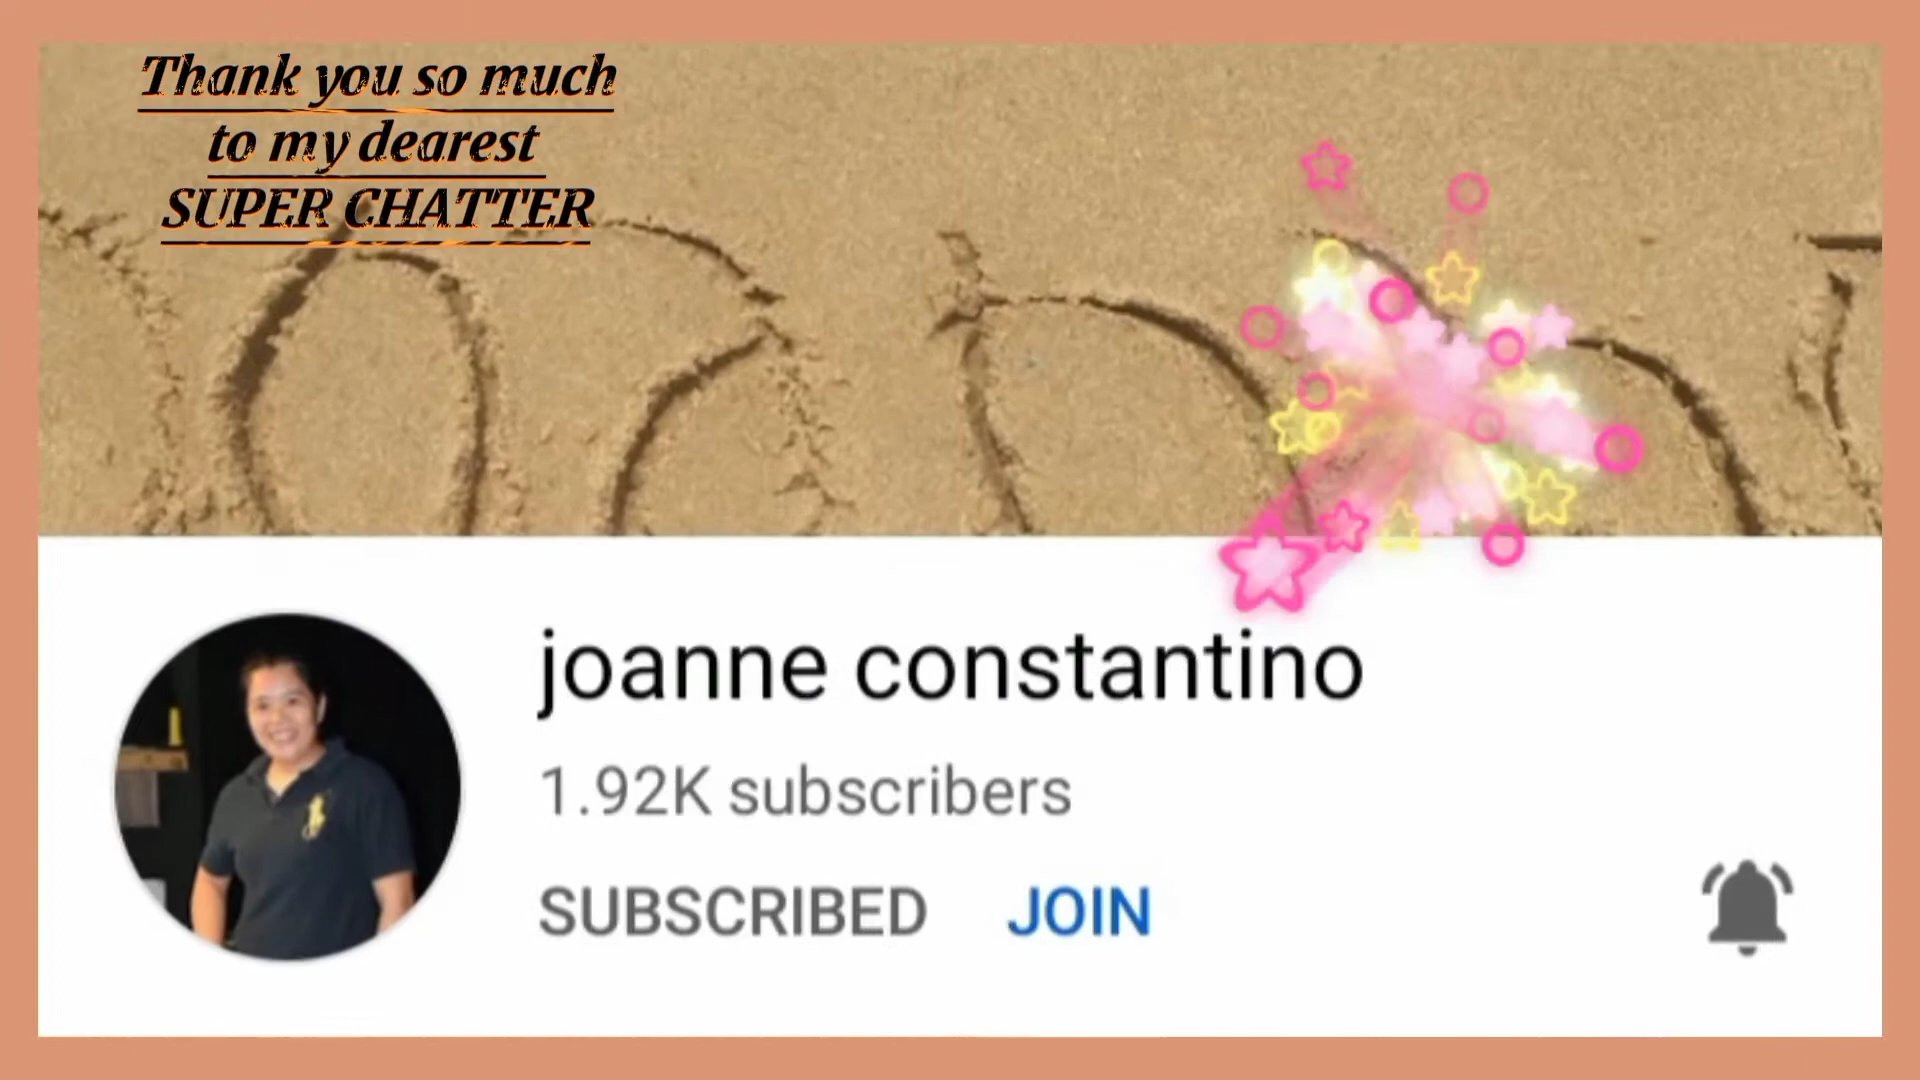 Thank you so much
to my dearest
SUPER CHATTER
joanne constantino
1.92K subscribers
SUBSCRIBED JOIN